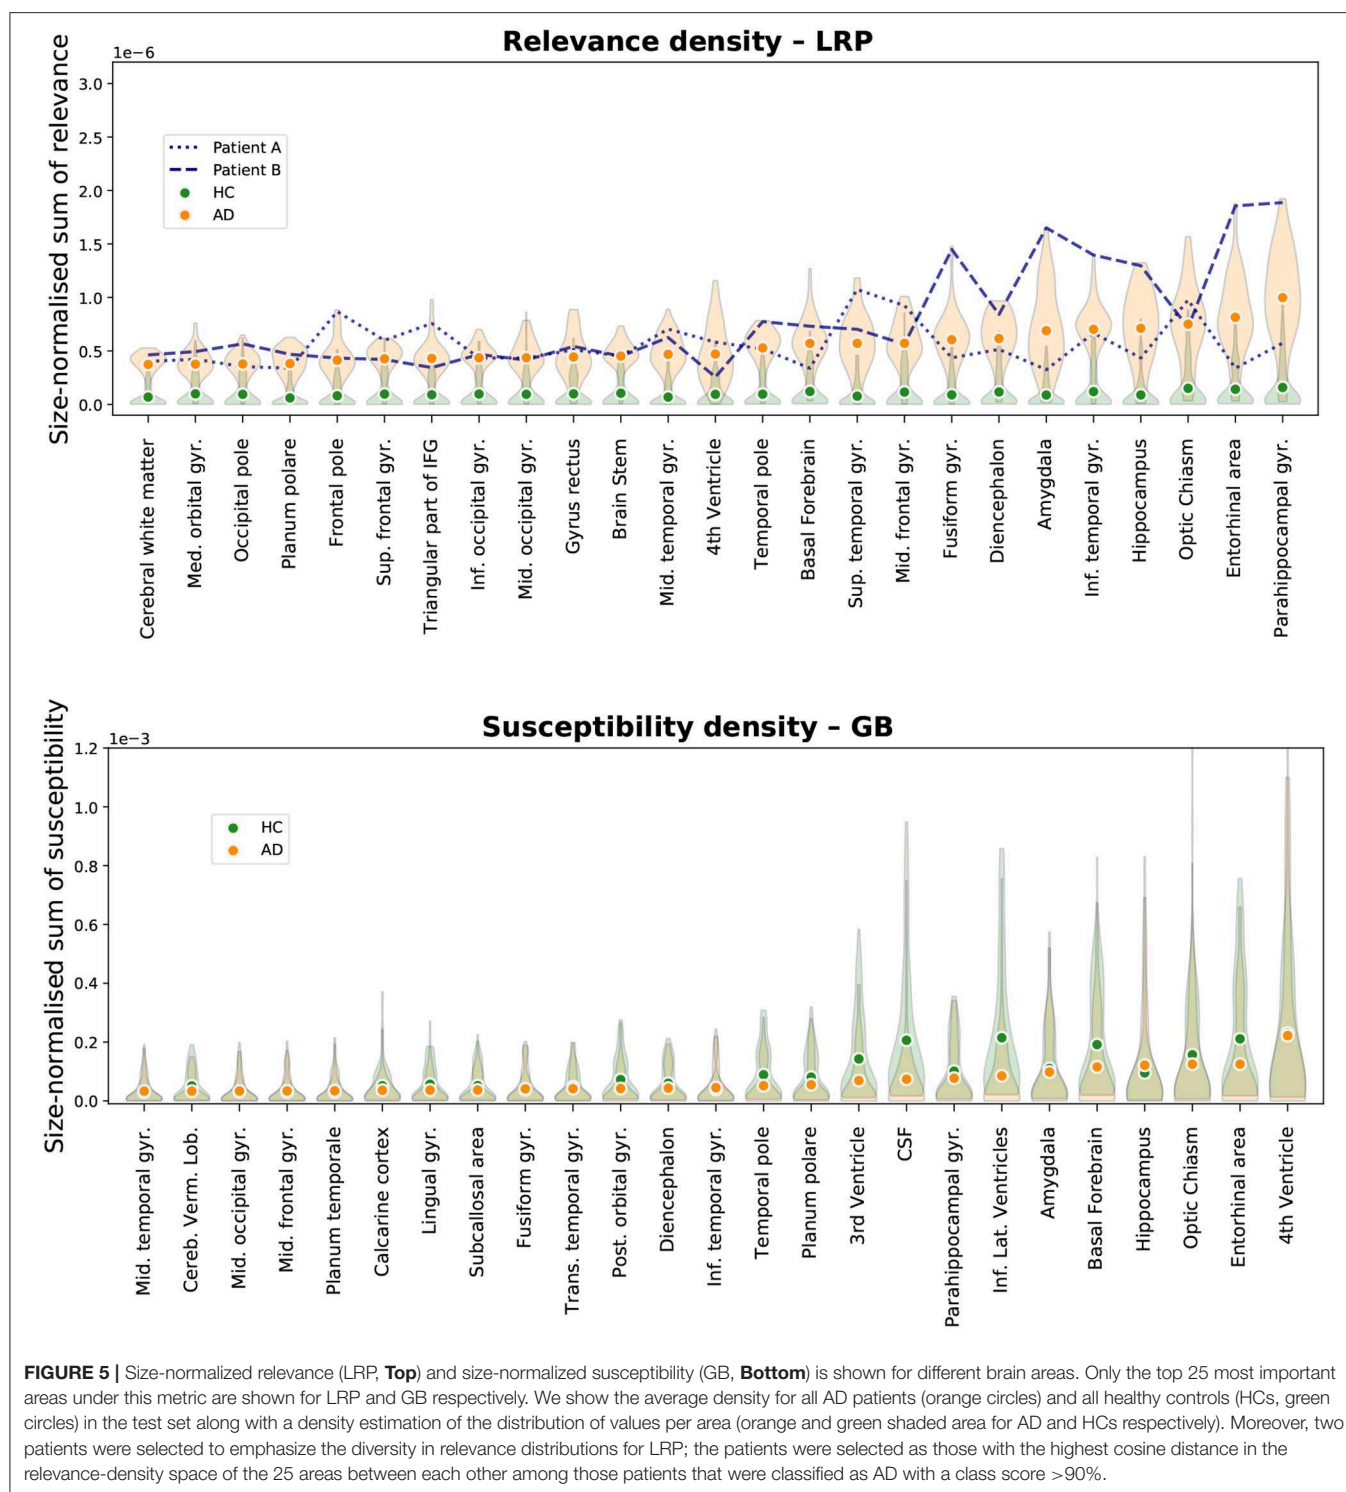 Relevance density – LRP
1e−6
Size-normalised sum of relevance
3.0
2.5
2.0
1.5
1.0
0.5
0.0
Patient A
Patient B
HC
AD
Cerebral white matter
Med. orbital gyr.
Occipital pole
Planum polare
Frontal pole
Sup. frontal gyr.
Triangular part of IFG
Inf. occipital gyr.
Mid. occipital gyr.
Gyrus rectus
Brain Stem
Mid. temporal gyr.
4th Ventricle
Temporal pole
Basal Forebrain
Sup. temporal gyr.
Mid. frontal gyr.
Fusiform gyr.
Diencephalon
Amygdala
Inf. temporal gyr.
Hippocampus
Optic Chiasm
Entorhinal area
Parahippocampal gyr.
Susceptibility density – GB
1e−3
Size-normalised sum of susceptibility
1.2
1.0
0.8
0.6
0.4
0.2
0.0
HC
AD
Mid. temporal gyr.
Cereb. Verm. Lob.
Mid. occipital gyr.
Mid. frontal gyr.
Planum temporale
Calcarine cortex
Lingual gyr.
Subcallosal area
Fusiform gyr.
Trans. temporal gyr.
Post. orbital gyr.
Diencephalon
Inf. temporal gyr.
Temporal pole
Planum polare
3rd Ventricle
CSF
Parahippocampal gyr.
Inf. Lat. Ventricles
Amygdala
Basal Forebrain
Hippocampus
Optic Chiasm
Entorhinal area
4th Ventricle
FIGURE 5 | Size-normalized relevance (LRP, Top) and size-normalized susceptibility (GB, Bottom) is shown for different brain areas. Only the top 25 most important
areas under this metric are shown for LRP and GB respectively. We show the average density for all AD patients (orange circles) and all healthy controls (HCs, green
circles) in the test set along with a density estimation of the distribution of values per area (orange and green shaded area for AD and HCs respectively). Moreover, two
patients were selected to emphasize the diversity in relevance distributions for LRP; the patients were selected as those with the highest cosine distance in the
relevance-density space of the 25 areas between each other among those patients that were classified as AD with a class score >90%.